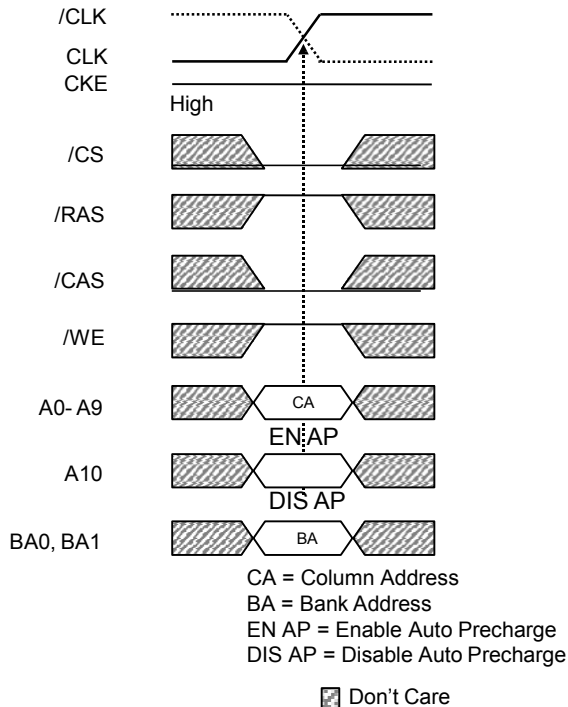 /CLK
CLK
CKE
High
/CS
/RAS
/CAS
/WE
A0- A9
CA
EN AP
A10
DIS AP
BA0, BA1
BA
CA = Column Address
BA = Bank Address
EN AP = Enable Auto Precharge
DIS AP = Disable Auto Precharge
Don't Care